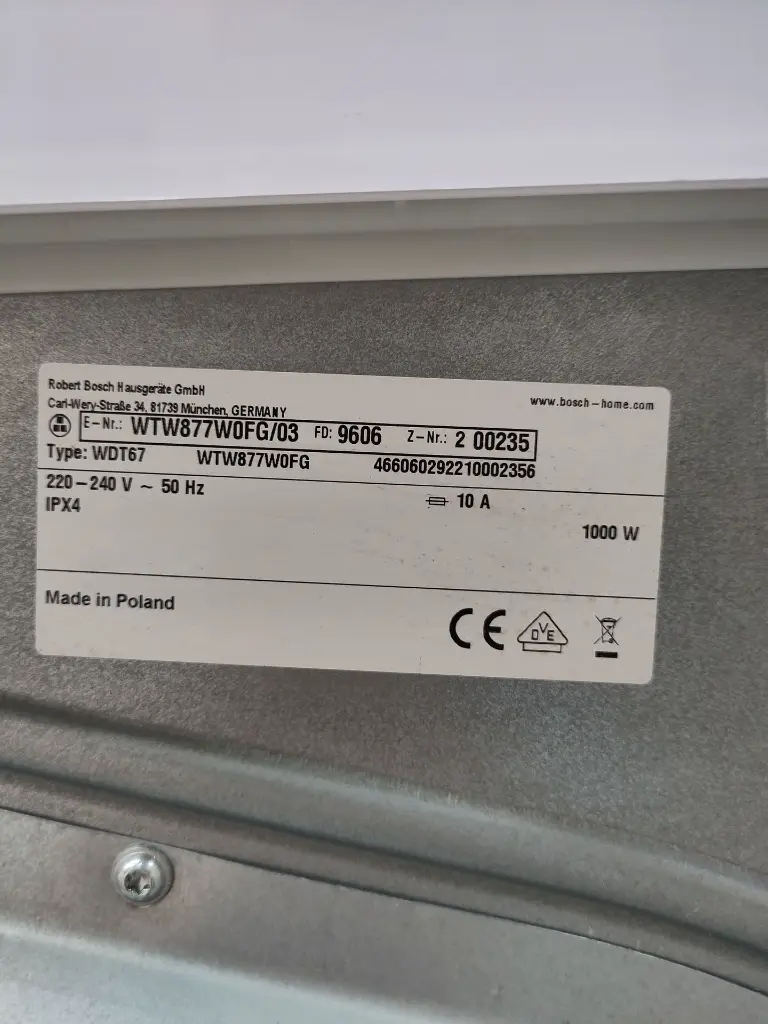 Robert Bosch Hausgeräte GmbH
www.bosch-home.com
Carl-Wery-Straße 34, 81739 München, GERMANY
E-Nr.: WTW877W0FG/03 FD: 9606 Z-Nr.: 2 00235
Type: WDT67 WTW877W0FG 466060292210002356
220-240 V ~ 50 Hz 10 A
IPX4 1000 W
Made in Poland
CE DVE